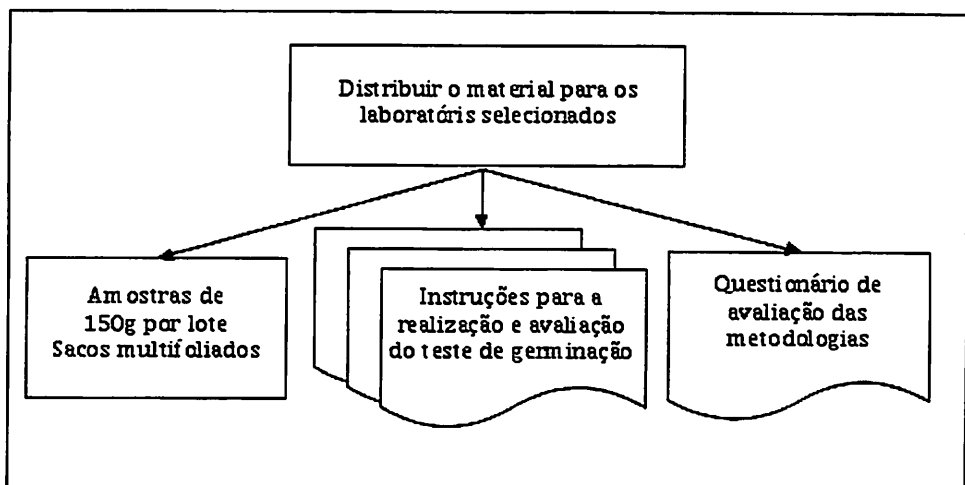 Distribuir o material para os
laboratóris selecionados
Amostras de
150g por lote
Sacos multifoliados
Instruções para a
realização e avaliação
do teste de germinação
Questionário de
avaliação das
metodologias